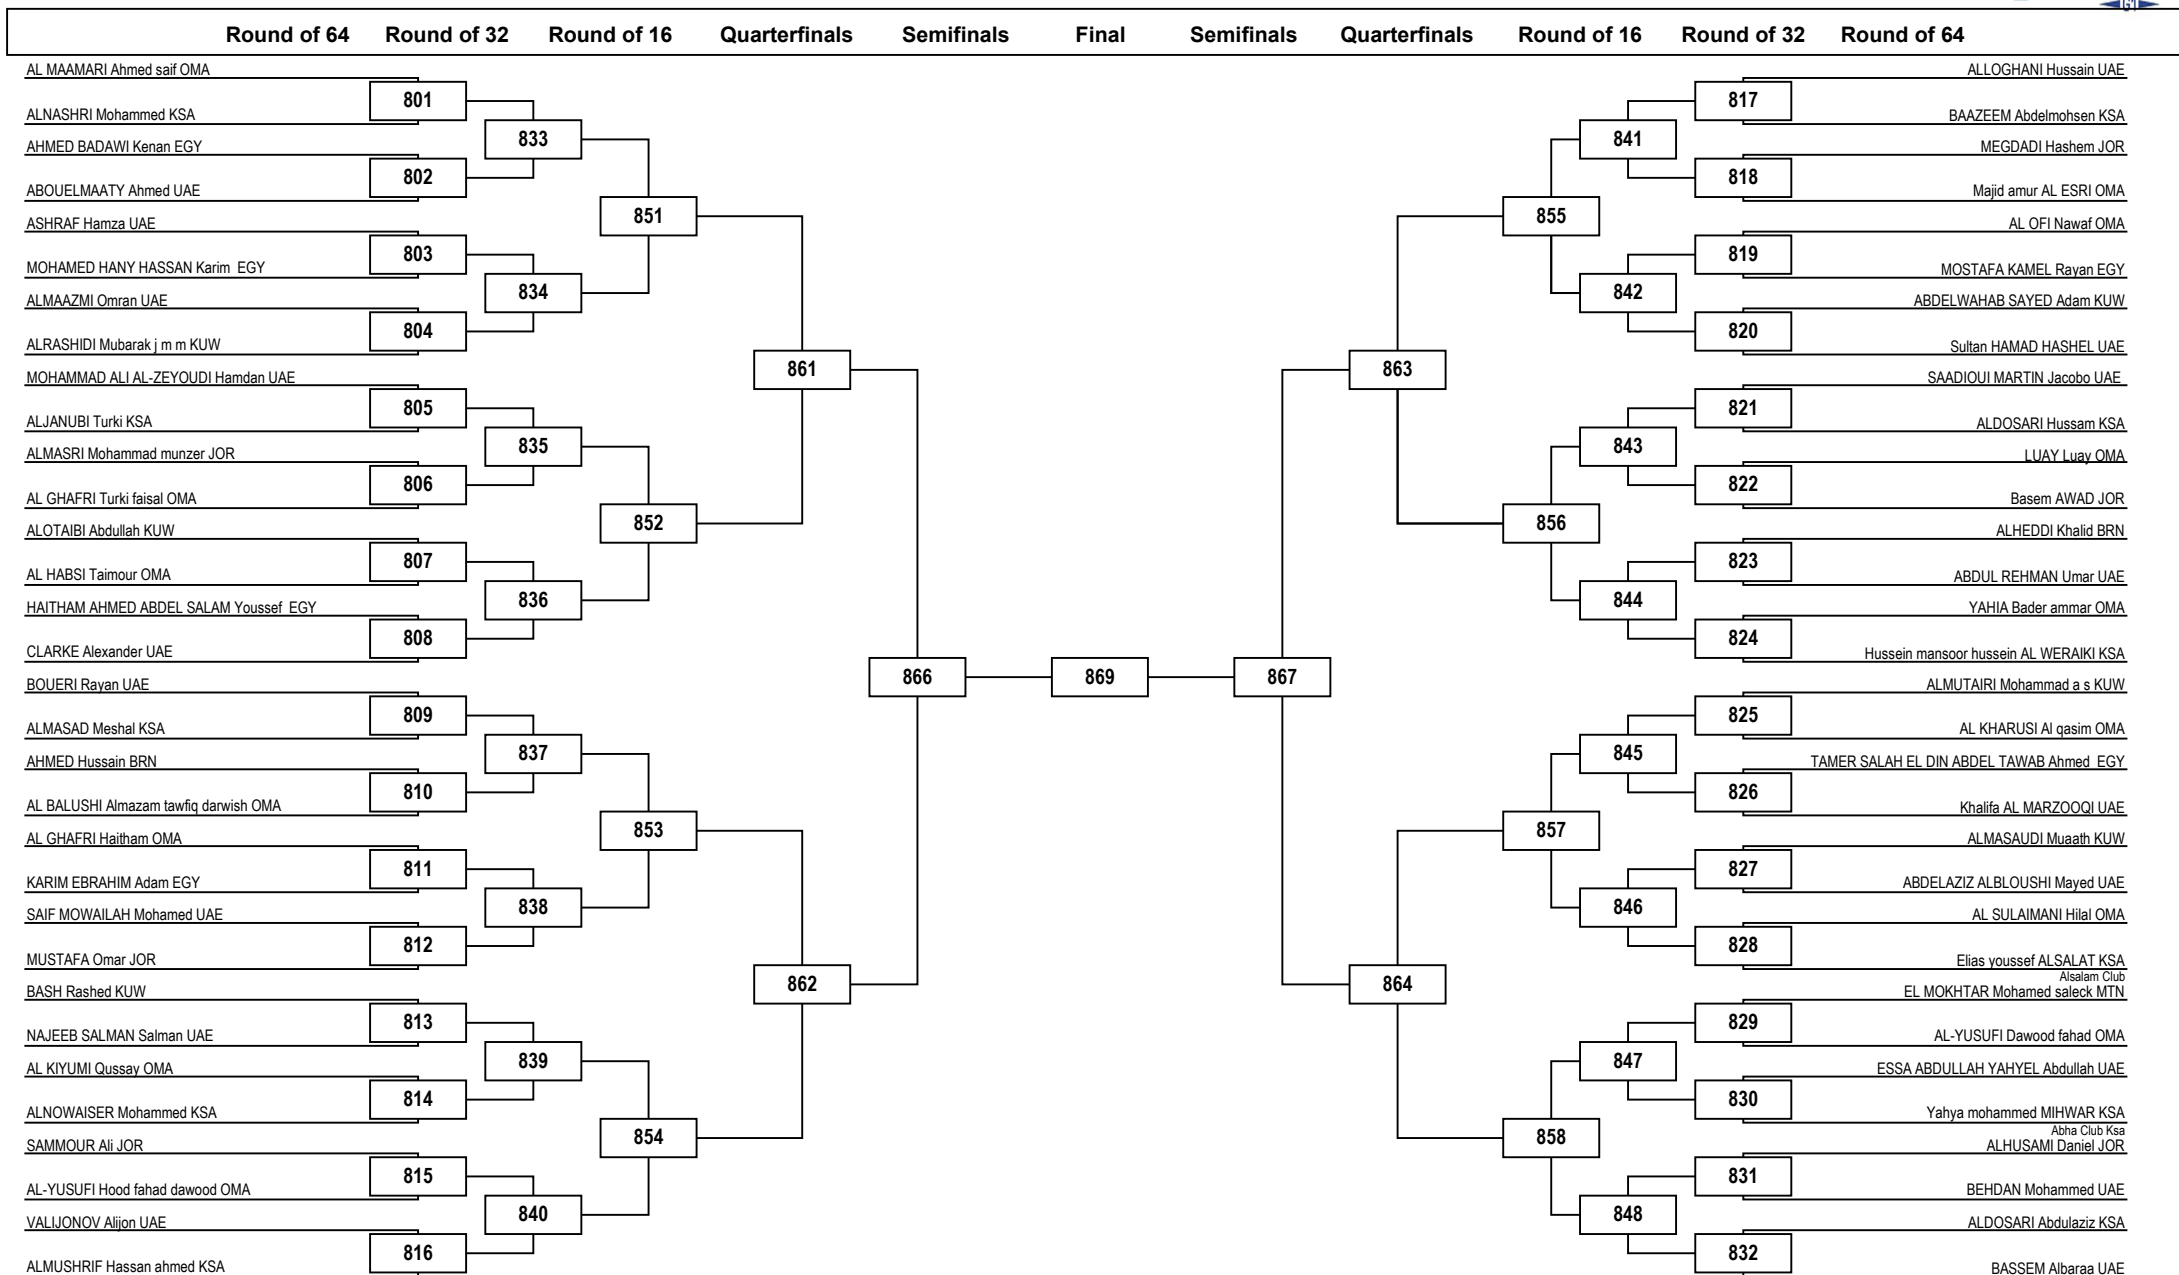 Round of 64 Round of 32 Round of 16 Quarterfinals Semifinals Final Semifinals Quarterfinals Round of 16 Round of 32 Round of 64
AL MAAMARI Ahmed saif OMA ALLOGHANI Hussain UAE
801 817
ALNASHRI Mohammed KSA BAAZEEM Abdelmohsen KSA
833 841
AHMED BADAWI Kenan EGY MEGDADI Hashem JOR
802 818
ABOUELMAATY Ahmed UAE Majid amur AL ESRI OMA
851 855
ASHRAF Hamza UAE AL OFI Nawaf OMA
803 819
MOHAMED HANY HASSAN Karim EGY MOSTAFA KAMEL Rayan EGY
834 842
ALMAAZMI Omran UAE ABDELWAHAB SAYED Adam KUW
804 820
ALRASHIDI Mubarak j m m KUW Sultan HAMAD HASHEL UAE
861 863
MOHAMMAD ALI AL-ZEYOUDI Hamdan UAE SAADIOUI MARTIN Jacobo UAE
805 821
ALJANUBI Turki KSA ALDOSARI Hussam KSA
835 843
ALMASRI Mohammad munzer JOR LUAY Luay OMA
806 822
AL GHAFRI Turki faisal OMA Basem AWAD JOR
852 856
ALOTAIBI Abdullah KUW ALHEDDI Khalid BRN
807 823
AL HABSI Taimour OMA ABDUL REHMAN Umar UAE
836 844
HAITHAM AHMED ABDEL SALAM Youssef EGY YAHIA Bader ammar OMA
808 824
CLARKE Alexander UAE Hussein mansoor hussein AL WERAIKI KSA
866 869 867
BOUERI Rayan UAE ALMUTAIRI Mohammad a s KUW
809 825
ALMASAD Meshal KSA AL KHARUSI Al qasim OMA
837 845
AHMED Hussain BRN TAMER SALAH EL DIN ABDEL TAWAB Ahmed EGY
810 826
AL BALUSHI Almazam tawfiq darwish OMA Khalifa AL MARZOOQI UAE
853 857
AL GHAFRI Haitham OMA ALMASAUDI Muaath KUW
811 827
KARIM EBRAHIM Adam EGY ABDELAZIZ ALBLOUSHI Mayed UAE
838 846
SAIF MOWAILAH Mohamed UAE AL SULAIMANI Hilal OMA
812 828
MUSTAFA Omar JOR Elias youssef ALSALAT KSA
Alsalam Club
862 864
BASH Rashed KUW EL MOKHTAR Mohamed saleck MTN
813 829
NAJEEB SALMAN Salman UAE AL-YUSUFI Dawood fahad OMA
839 847
AL KIYUMI Qussay OMA ESSA ABDULLAH YAHYEL Abdullah UAE
814 830
ALNOWAISER Mohammed KSA Yahya mohammed MIHWAR KSA
Abha Club Ksa
854 858
SAMMOUR Ali JOR ALHUSAMI Daniel JOR
815 831
AL-YUSUFI Hood fahad dawood OMA BEHDAN Mohammed UAE
840 848
VALIJONOV Alijon UAE ALDOSARI Abdulaziz KSA
816 832
ALMUSHRIF Hassan ahmed KSA BASSEM Albaraa UAE